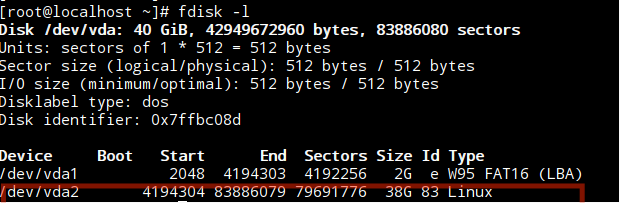 [root@localhost ~]# fdisk -l
Disk /dev/vda: 40 GiB, 42949672960 bytes, 83886080 sectors
Units: sectors of 1 * 512 = 512 bytes
Sector size (logical/physical): 512 bytes / 512 bytes
I/O size (minimum/optimal): 512 bytes / 512 bytes
Disklabel type: dos
Disk identifier: 0x7ffbc08d
Device Boot Start End Sectors Size Id Type
/dev/vda1 2048 4194303 4192256 2G e W95 FAT16 (LBA)
/dev/vda2 4194304 83886079 79691776 38G 83 Linux